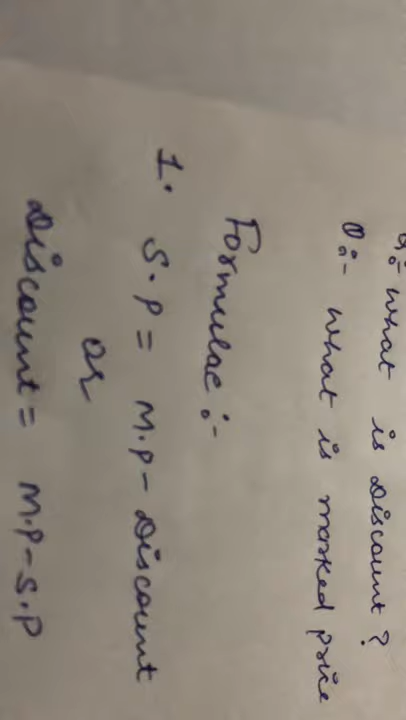 Q:- What is Discount?
Q:- What is marked price
Formulae:-
1. S.P = M.P - Discount
or
Discount = M.P - S.P